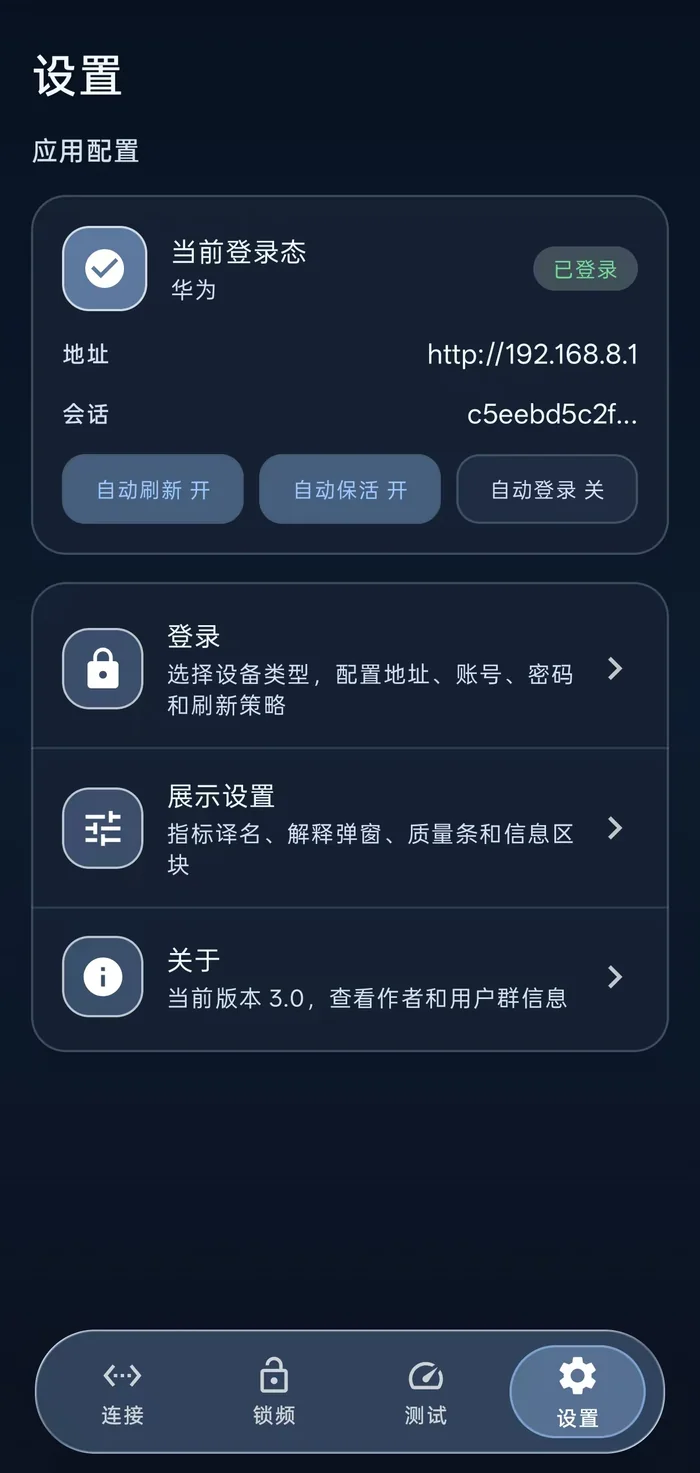 设置
应用配置
当前登录态
华为
已登录
地址
http://192.168.8.1
会话
c5eebd5c2f...
自动刷新 开
自动保活 开
自动登录 关
登录
选择设备类型，配置地址、账号、密码
和刷新策略
展示设置
指标译名、解释弹窗、质量条和信息区
块
关于
当前版本 3.0，查看作者和用户群信息
连接
锁频
测试
设置